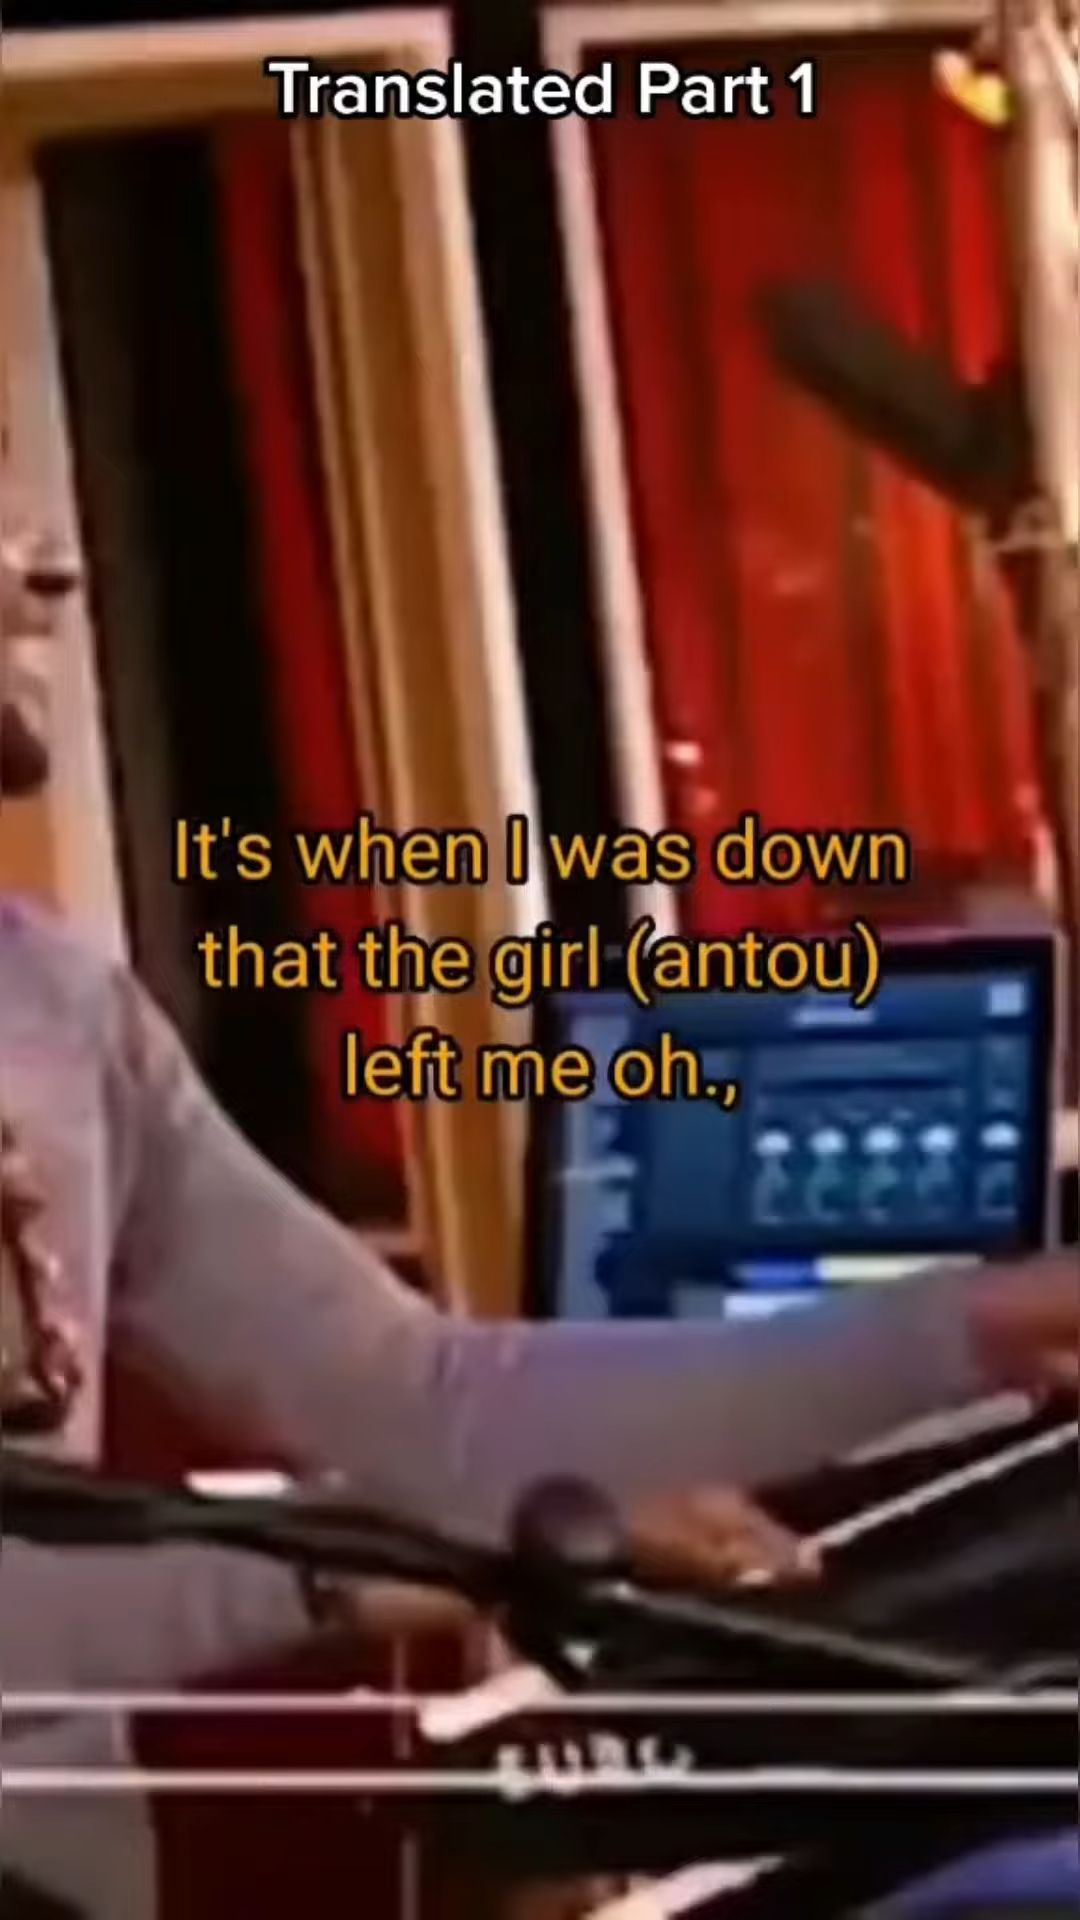 Translated Part 1
It's when I was down
that the girl (antou)
left me oh.,